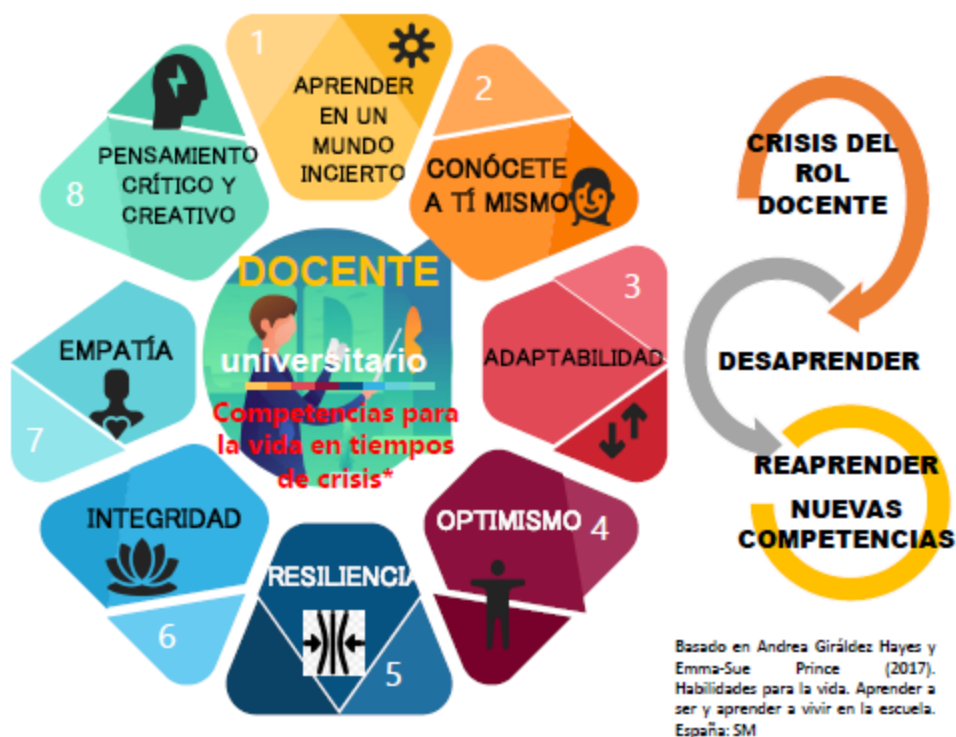 1
APRENDER
EN UN
MUNDO
INCIERTO
2
CONÓCETE
A TÍ MISMO
3
ADAPTABILIDAD
4
OPTIMISMO
5
RESILIENCIA
6
INTEGRIDAD
7
EMPATÍA
8
PENSAMIENTO
CRÍTICO Y
CREATIVO
DOCENTE
universitario
Competencias para
la vida en tiempos
de crisis*
CRISIS DEL
ROL
DOCENTE
DESAPRENDER
REAPRENDER
NUEVAS
COMPETENCIAS
Basado en Andrea Giráldez Hayes y
Emma-Sue Prince (2017).
Habilidades para la vida. Aprender a
ser y aprender a vivir en la escuela.
España: SM